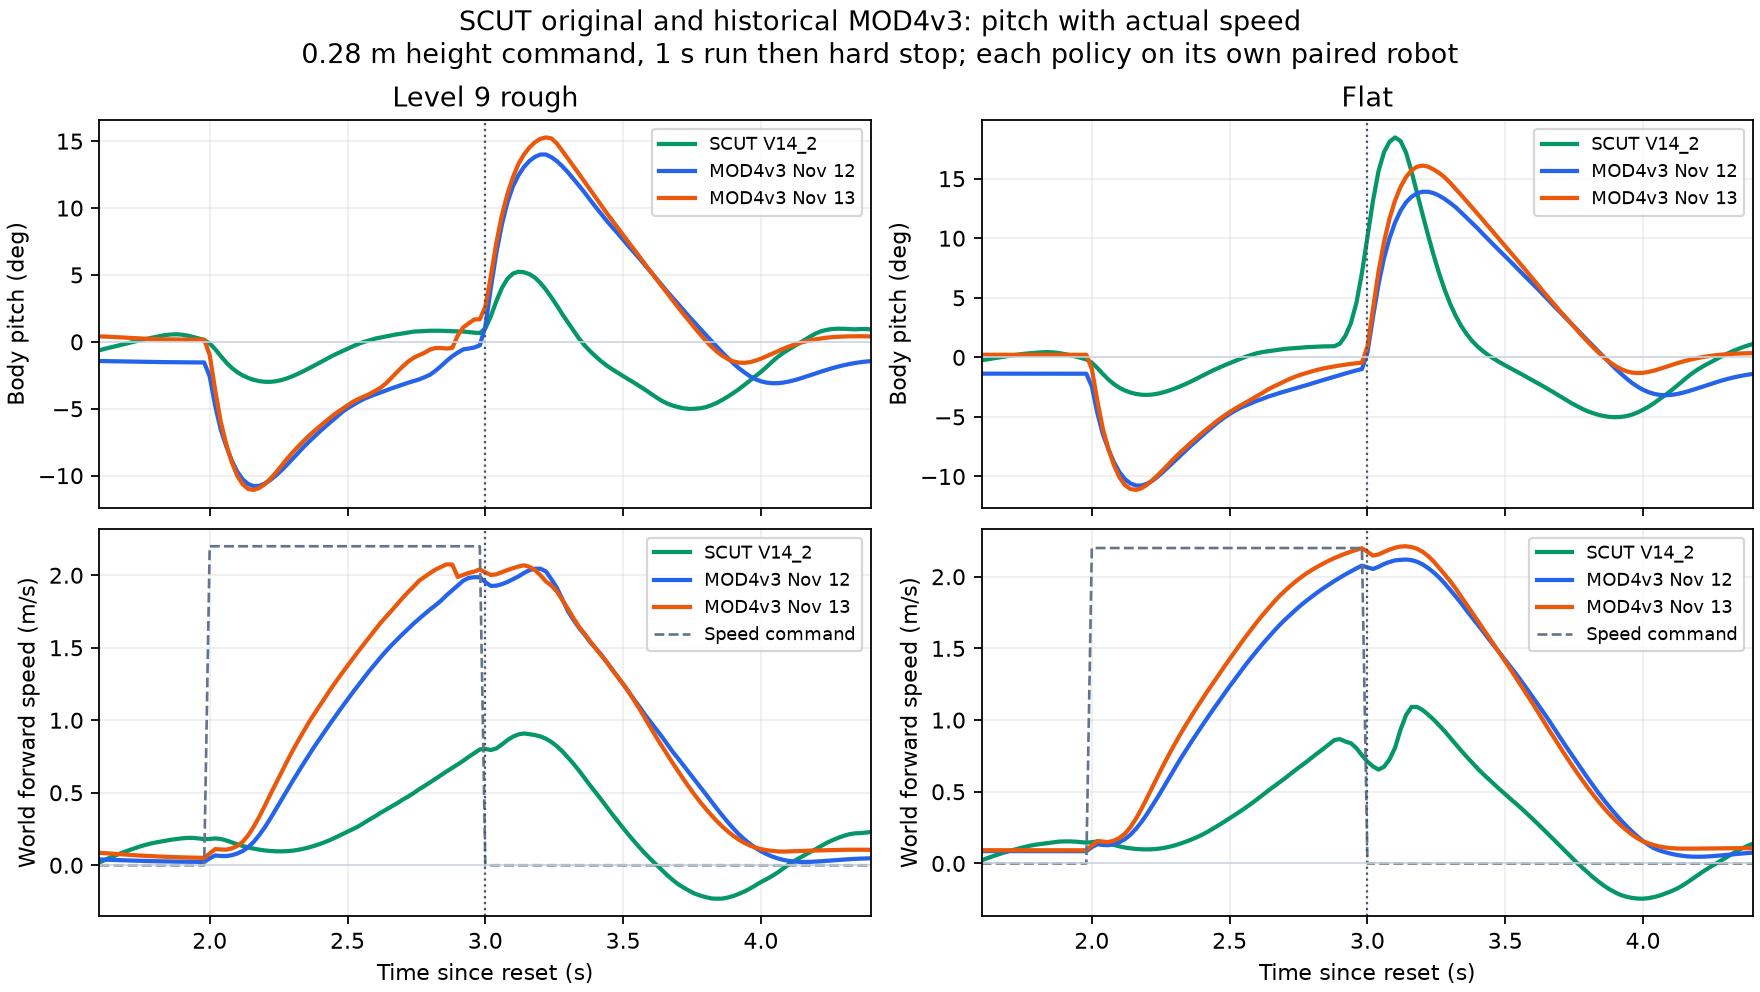 SCUT original and historical MOD4v3: pitch with actual speed
0.28 m height command, 1 s run then hard stop; each policy on its own paired robot
Level 9 rough
Body pitch (deg)
15
10
5
0
−5
−10
SCUT V14_2
MOD4v3 Nov 12
MOD4v3 Nov 13
Flat
Body pitch (deg)
15
10
5
0
−5
−10
SCUT V14_2
MOD4v3 Nov 12
MOD4v3 Nov 13
World forward speed (m/s)
2.0
1.5
1.0
0.5
0.0
SCUT V14_2
MOD4v3 Nov 12
MOD4v3 Nov 13
Speed command
2.0 2.5 3.0 3.5 4.0
Time since reset (s)
World forward speed (m/s)
2.0
1.5
1.0
0.5
0.0
SCUT V14_2
MOD4v3 Nov 12
MOD4v3 Nov 13
Speed command
2.0 2.5 3.0 3.5 4.0
Time since reset (s)